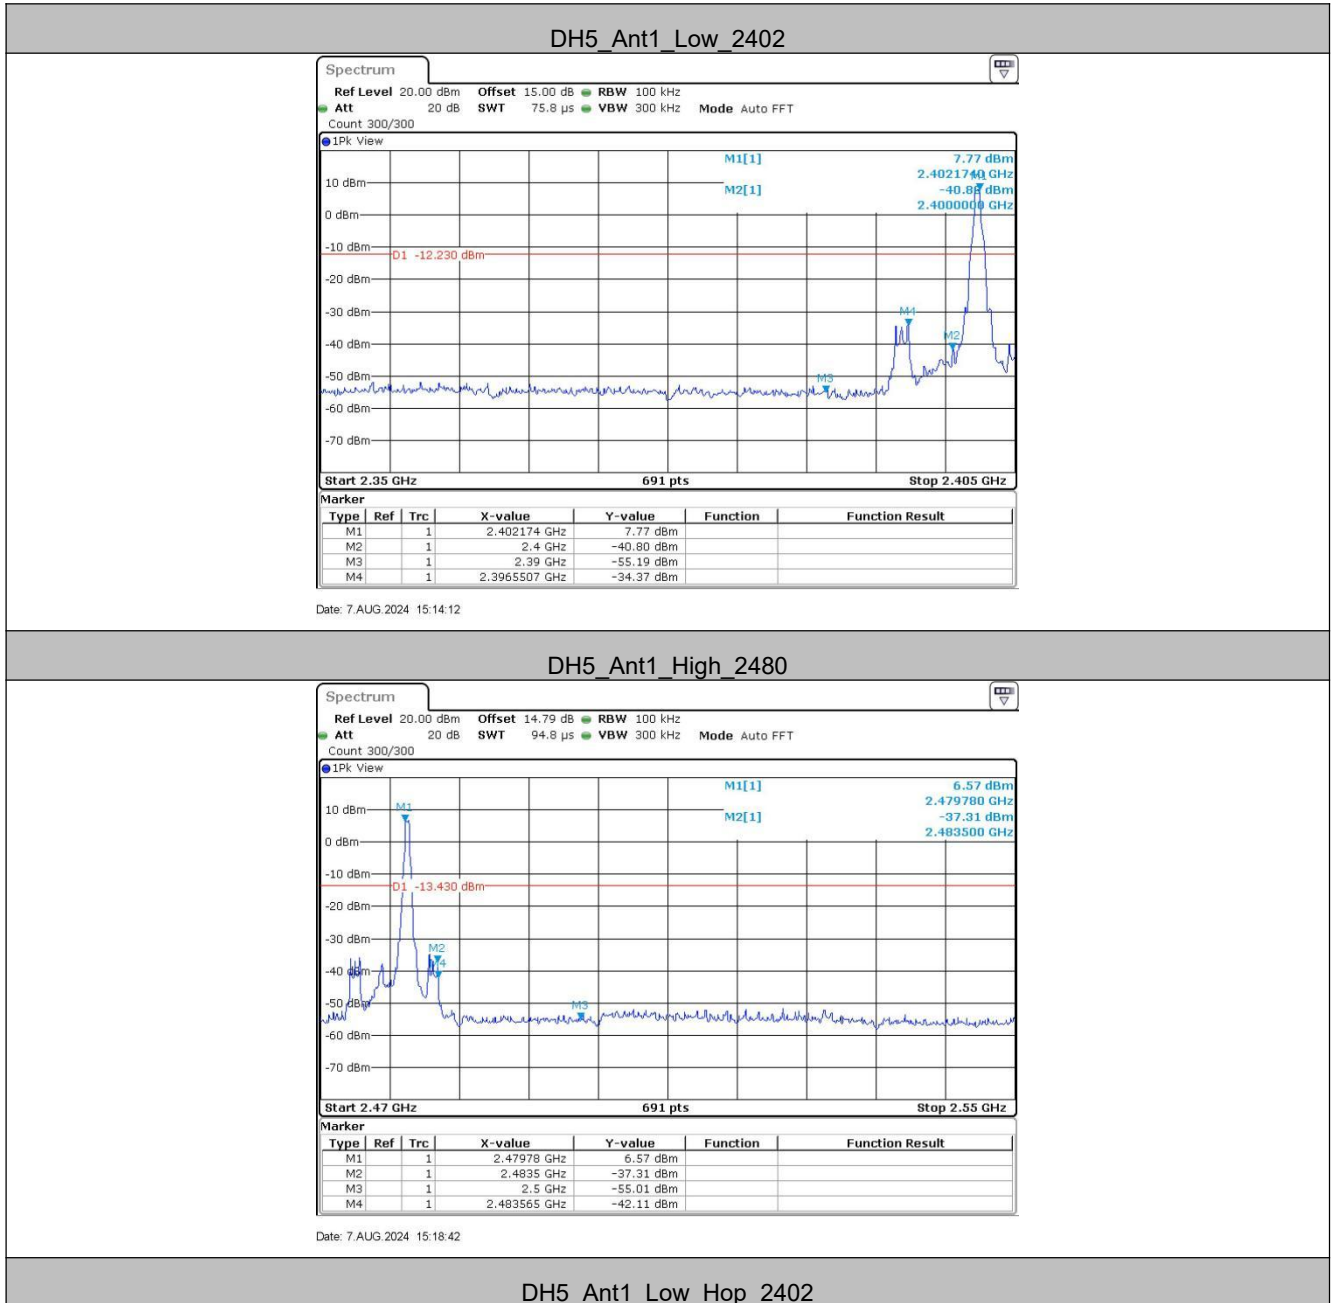 DH5_Ant1_Low_2402
Spectrum
Ref Level 20.00 dBm Offset 15.00 dB RBW 100 kHz
Att 20 dB SWT 75.8 µs VBW 300 kHz Mode Auto FFT
Count 300/300
1Pk View
M1[1] 7.77 dBm
2.4021740 GHz
M1
10 dBm
M2[1] -40.80 dBm
2.4000000 GHz
0 dBm
-10 dBm
D1 -12.230 dBm
-20 dBm
-30 dBm
M4
-40 dBm
M2
-50 dBm
M3
-60 dBm
-70 dBm
Start 2.35 GHz 691 pts Stop 2.405 GHz
Marker
Type Ref Trc X-value Y-value Function Function Result
M1 1 2.402174 GHz 7.77 dBm
M2 1 2.4 GHz -40.80 dBm
M3 1 2.39 GHz -55.19 dBm
M4 1 2.3965507 GHz -34.37 dBm
Date: 7.AUG.2024 15:14:12
DH5_Ant1_High_2480
Spectrum
Ref Level 20.00 dBm Offset 14.79 dB RBW 100 kHz
Att 20 dB SWT 94.8 µs VBW 300 kHz Mode Auto FFT
Count 300/300
1Pk View
M1[1] 6.57 dBm
2.479780 GHz
10 dBm M1
M2[1] -37.31 dBm
2.483500 GHz
0 dBm
-10 dBm
D1 -13.430 dBm
-20 dBm
-30 dBm
M2
M4
-40 dBm
-50 dBm
M3
-60 dBm
-70 dBm
Start 2.47 GHz 691 pts Stop 2.55 GHz
Marker
Type Ref Trc X-value Y-value Function Function Result
M1 1 2.47978 GHz 6.57 dBm
M2 1 2.4835 GHz -37.31 dBm
M3 1 2.5 GHz -55.01 dBm
M4 1 2.483565 GHz -42.11 dBm
Date: 7.AUG.2024 15:18:42
DH5_Ant1_Low_Hop_2402